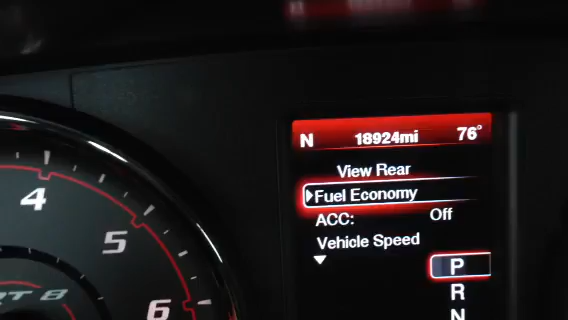 N 18924mi 76°
View Rear
Fuel Economy
ACC: Off
Vehicle Speed
P
R
N
4
5
6
RT 8